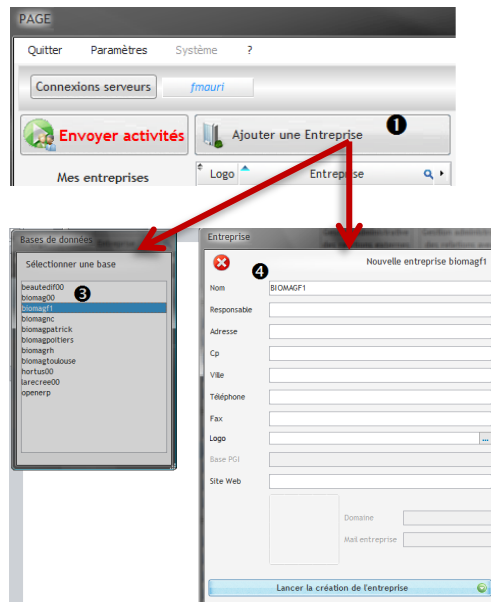 PAGE
Quitter Paramètres Système ?
Connexions serveurs fmauri
Envoyer activités Ajouter une Entreprise ❶
Mes entreprises Logo Entreprise
Bases de données
Sélectionner une base
beautedif00
biomag00 ❸
biomagf1
biomagnc
biomagpatrick
biomagpoitiers
biomagrh
biomagtoulouse
hortus00
larecree00
openerp
Entreprise
❹ Nouvelle entreprise biomagf1
Nom BIOMAGF1
Responsable
Adresse
Cp
Ville
Téléphone
Fax
Logo ...
Base PGI
Site Web
Domaine
Mail entreprise
Lancer la création de l'entreprise